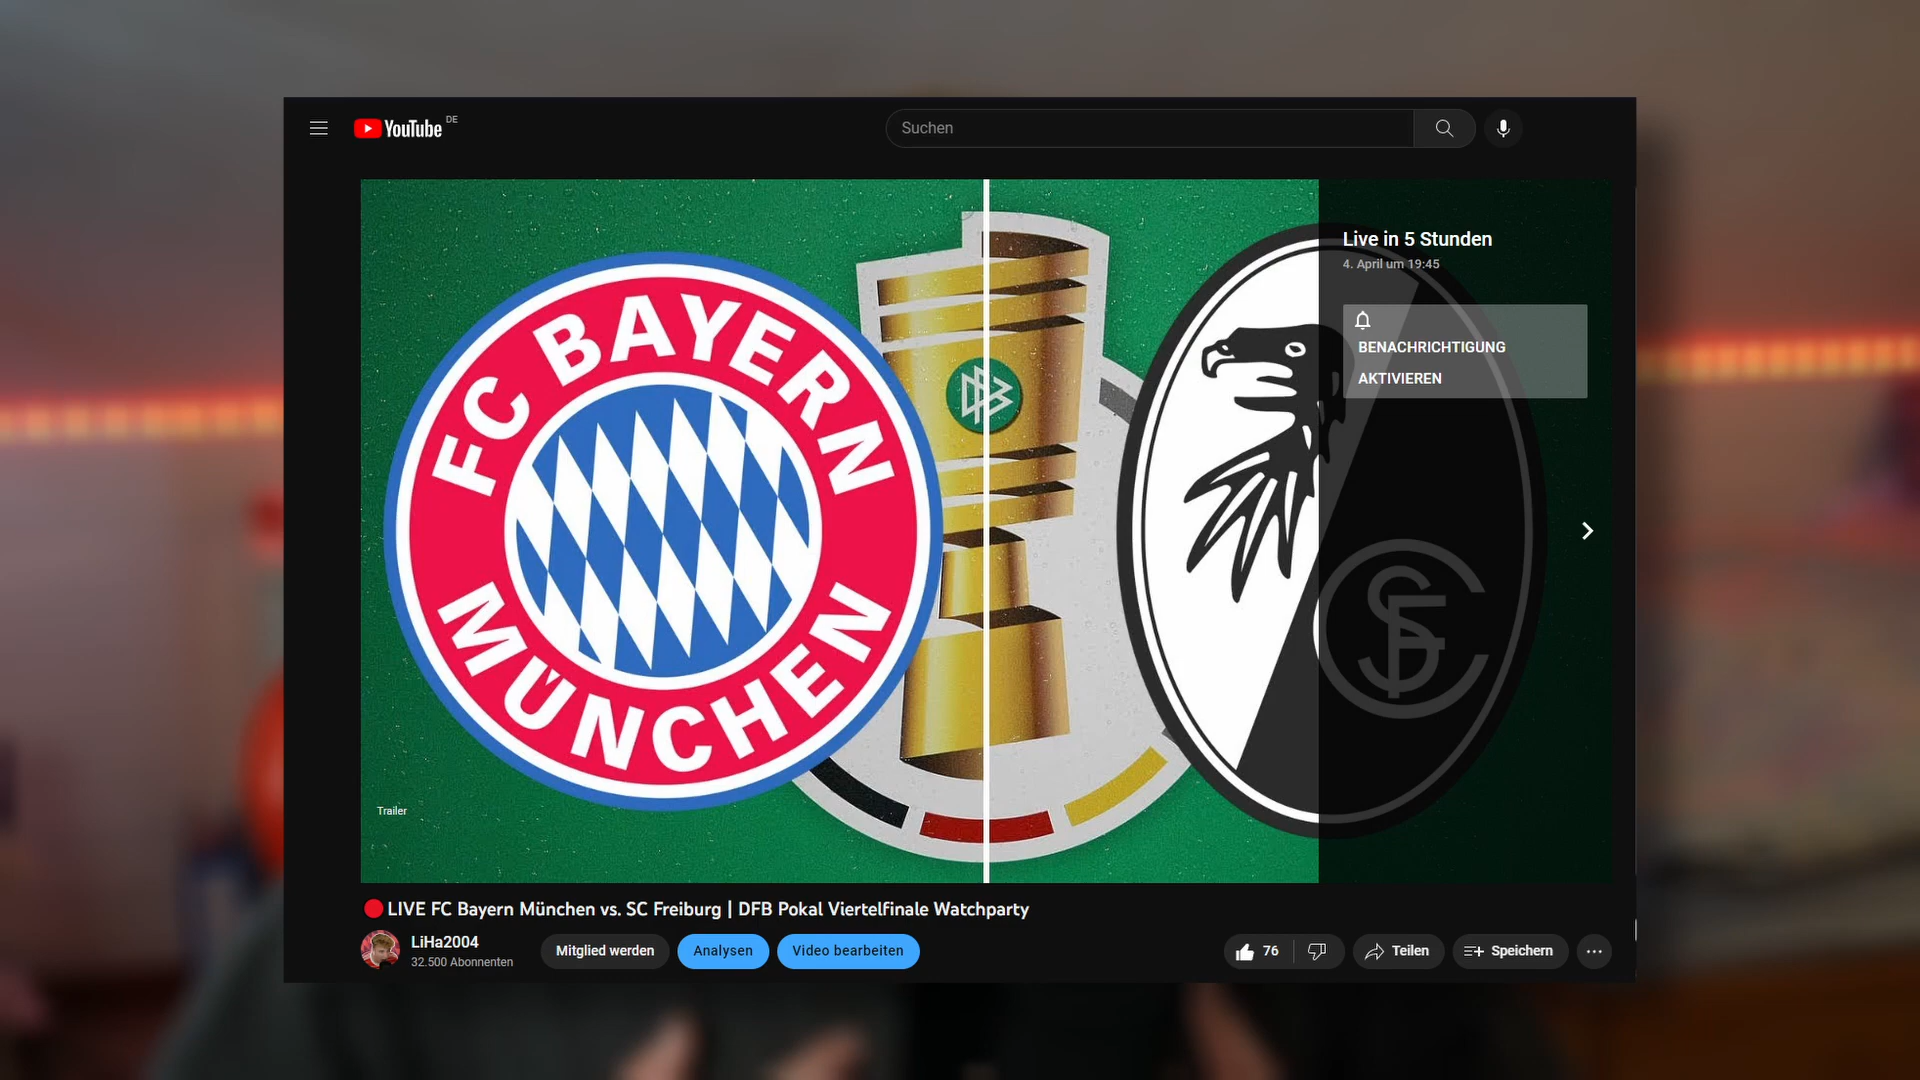 YouTube DE
Suchen
FC BAYERN
MÜNCHEN
SFC
Live in 5 Stunden
4. April um 19:45
BENACHRICHTIGUNG
AKTIVIEREN
Trailer
LIVE FC Bayern München vs. SC Freiburg | DFB Pokal Viertelfinale Watchparty
LiHa2004
32.500 Abonnenten
Mitglied werden
Analysen
Video bearbeiten
76
Teilen
Speichern